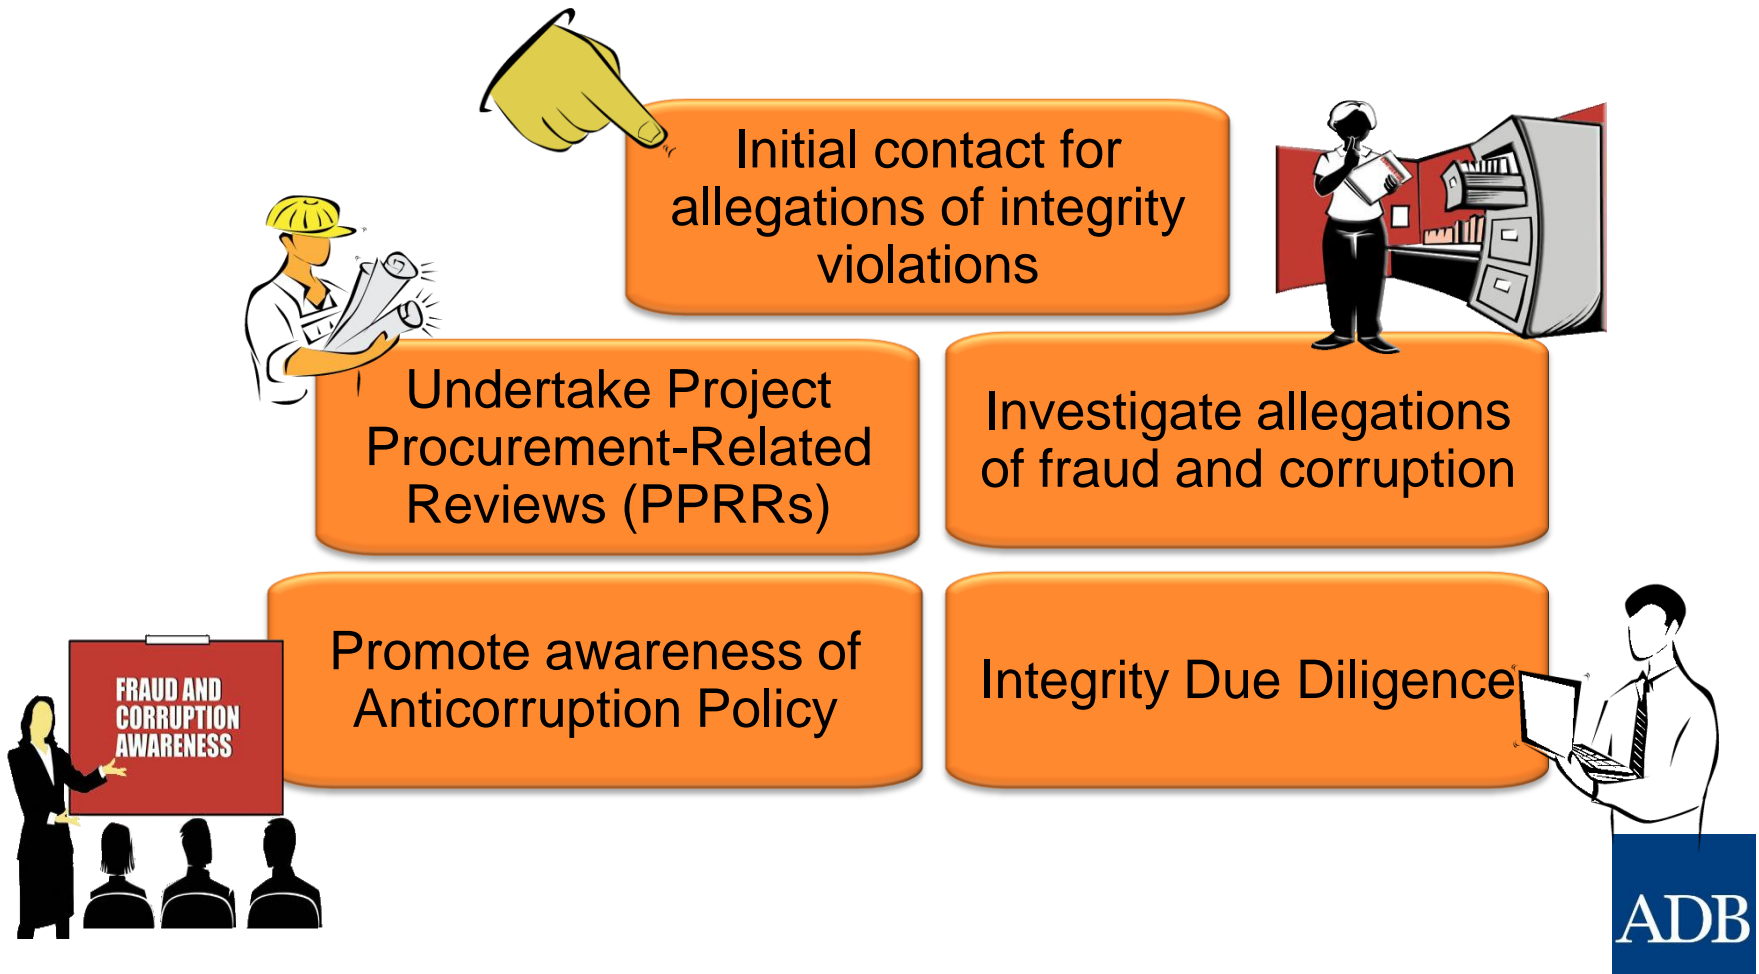 Initial contact for
allegations of integrity
violations
Undertake Project
Procurement-Related
Reviews (PPRRs)
Investigate allegations
of fraud and corruption
Promote awareness of
Anticorruption Policy
Integrity Due Diligence
FRAUD AND
CORRUPTION
AWARENESS
ADB